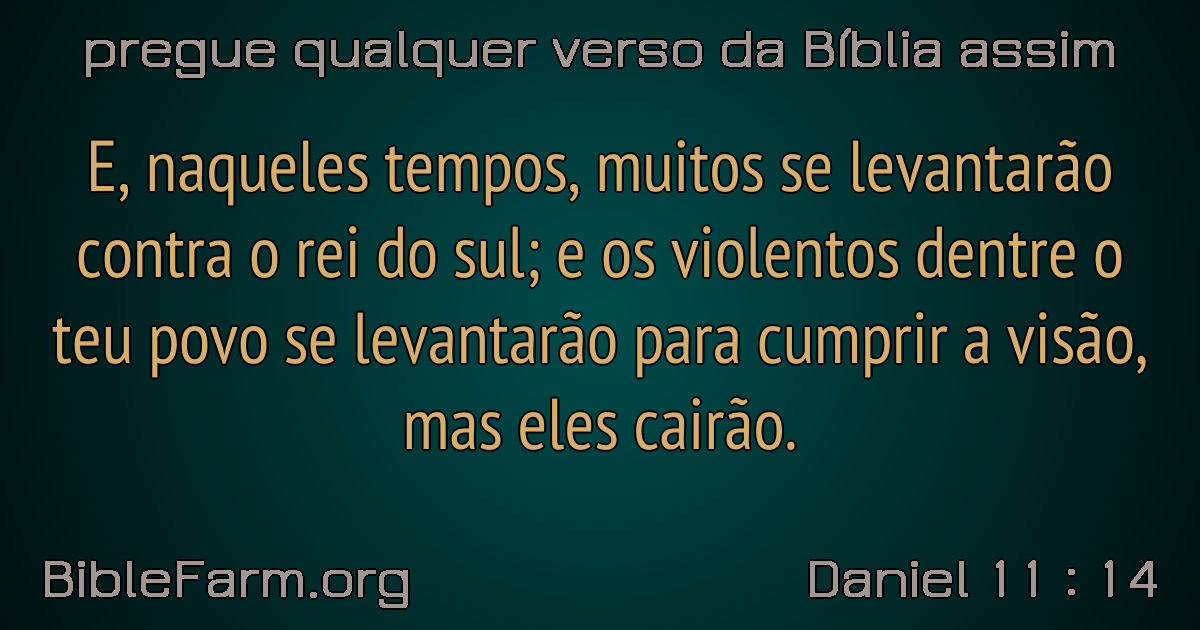 pregue qualquer verso da Bíblia assim
E, naqueles tempos, muitos se levantarão
contra o rei do sul; e os violentos dentre o
teu povo se levantarão para cumprir a visão,
mas eles cairão.
BibleFarm.org
Daniel 11 : 14